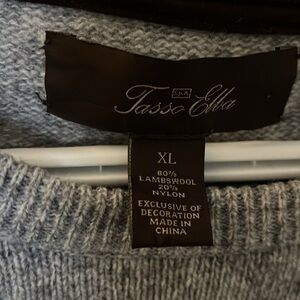 Tasso Elba
XL
80%
LAMBSWOOL
20%
NYLON
EXCLUSIVE OF
DECORATION
MADE IN
CHINA